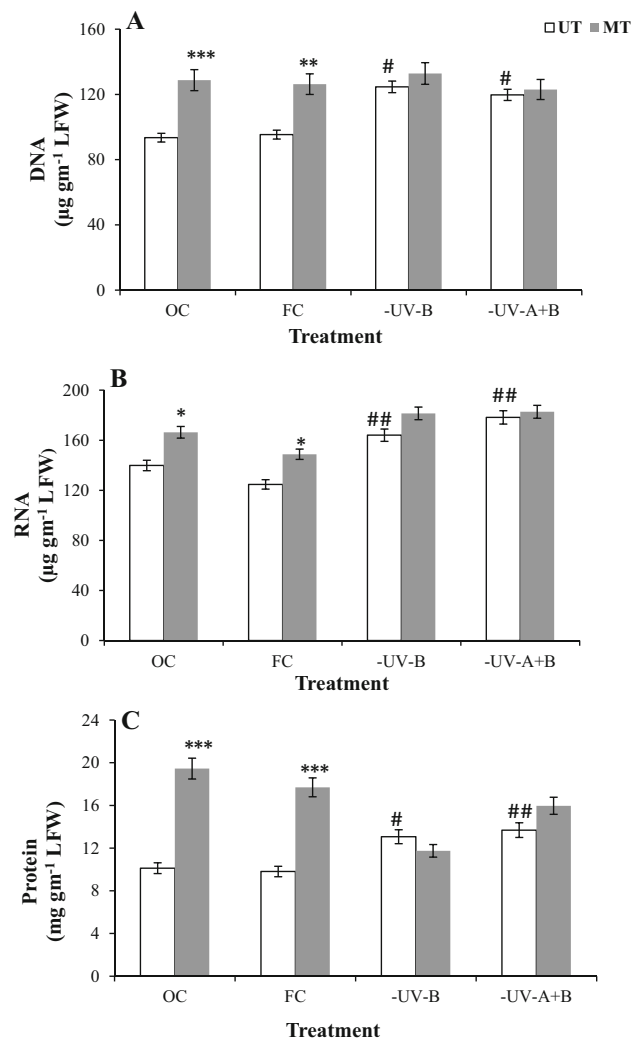 A
UT MT
160
120
80
40
0
DNA
(µg gm⁻¹ LFW)
*** ** # #
OC FC -UV-B -UV-A+B
Treatment
B
200
160
120
80
40
0
RNA
(µg gm⁻¹ LFW)
* * ## ##
OC FC -UV-B -UV-A+B
Treatment
C
24
20
16
12
8
4
0
Protein
(mg gm⁻¹ LFW)
*** *** # ##
OC FC -UV-B -UV-A+B
Treatment